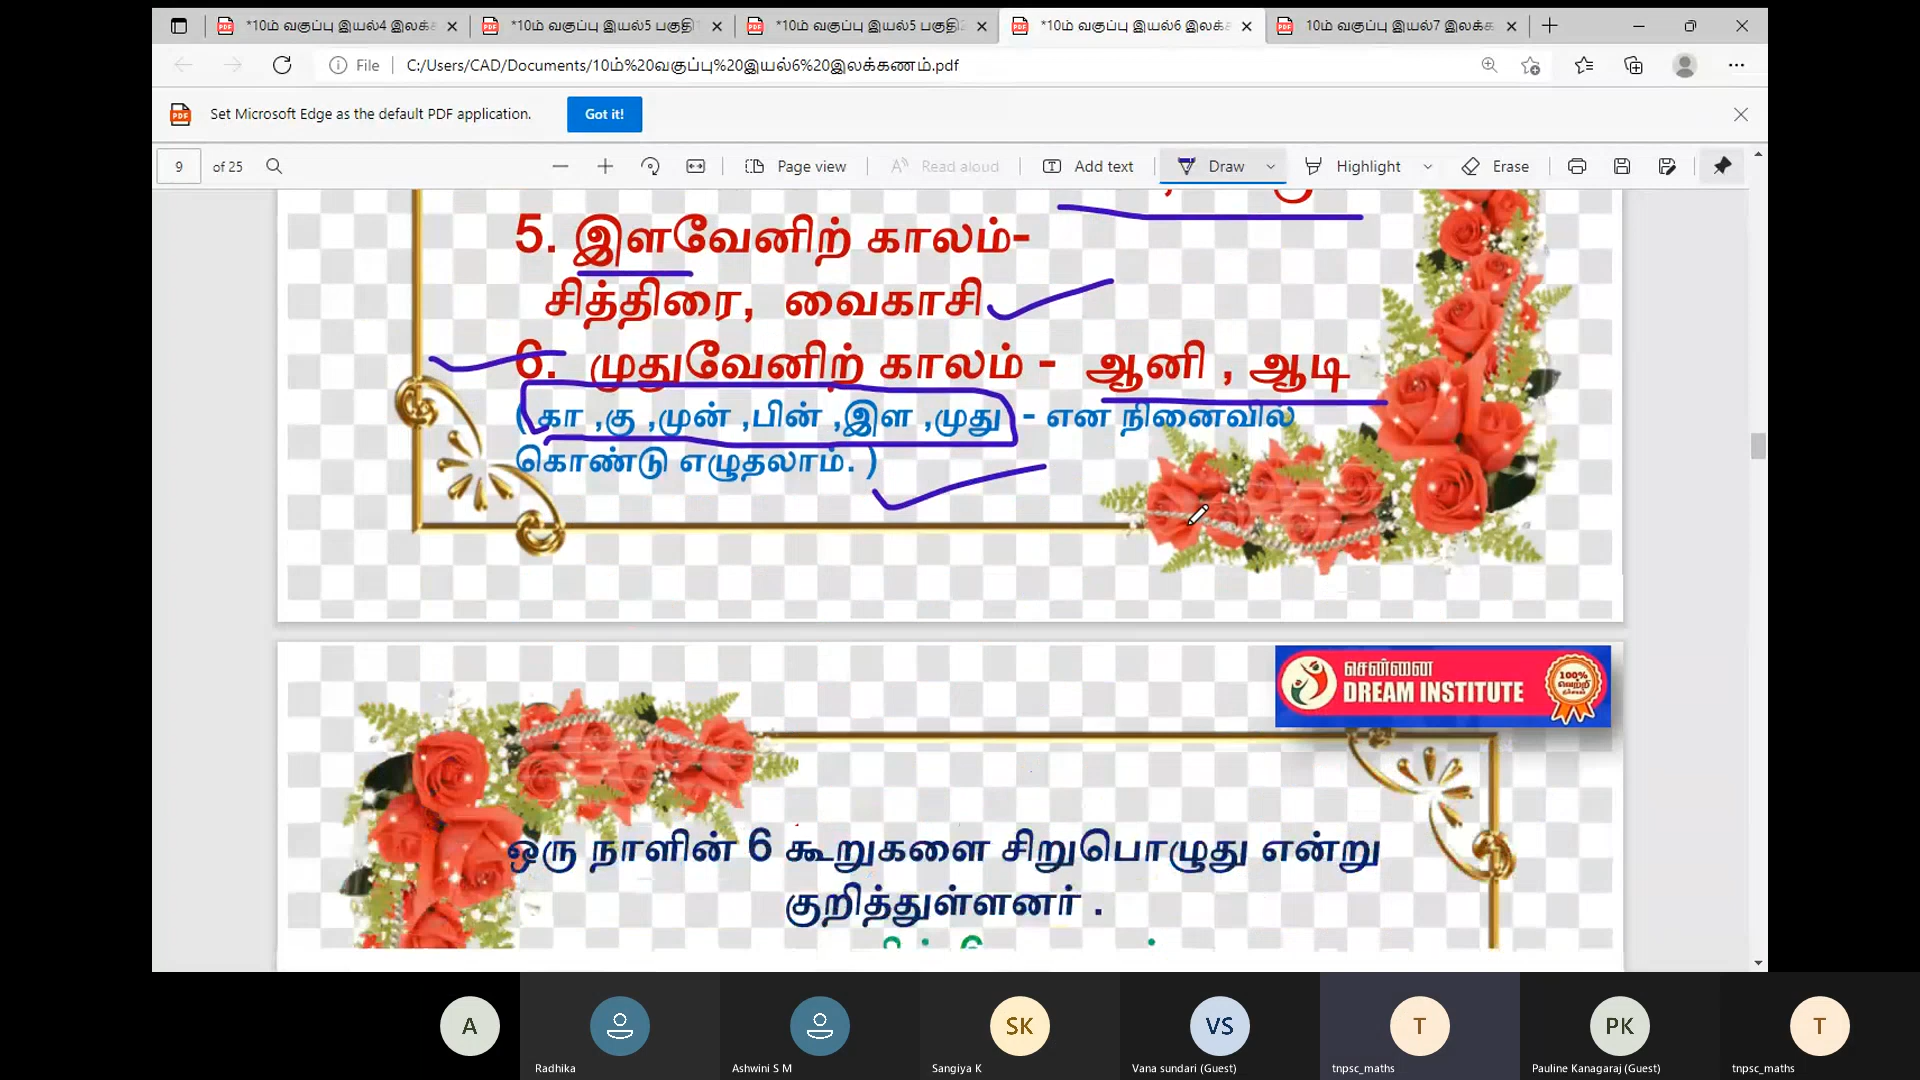 *10ம் வகுப்பு இயல்4 இலக்க
*10ம் வகுப்பு இயல்5 பகுதி
*10ம் வகுப்பு இயல்5 பகுதி2
*10ம் வகுப்பு இயல்6 இலக்க
10ம் வகுப்பு இயல்7 இலக்க
File
C:/Users/CAD/Documents/10ம்%20வகுப்பு%20இயல்6%20இலக்கணம்.pdf
Set Microsoft Edge as the default PDF application.
Got it!
9 of 25
Page view
Read aloud
Add text
Draw
Highlight
Erase
5. இளவேனிற் காலம்-
சித்திரை, வைகாசி
6. முதுவேனிற் காலம் - ஆனி , ஆடி
( கா ,கு ,முன் ,பின் ,இள ,முது - என நினைவில்
கொண்டு எழுதலாம். )
சென்னை
DREAM INSTITUTE
100%
ஒரு நாளின் 6 கூறுகளை சிறுபொழுது என்று
குறித்துள்ளனர் .
A
SK
VS
T
PK
T
Radhika
Ashwini S M
Sangiya K
Vana sundari (Guest)
tnpsc_maths
Pauline Kanagaraj (Guest)
tnpsc_maths